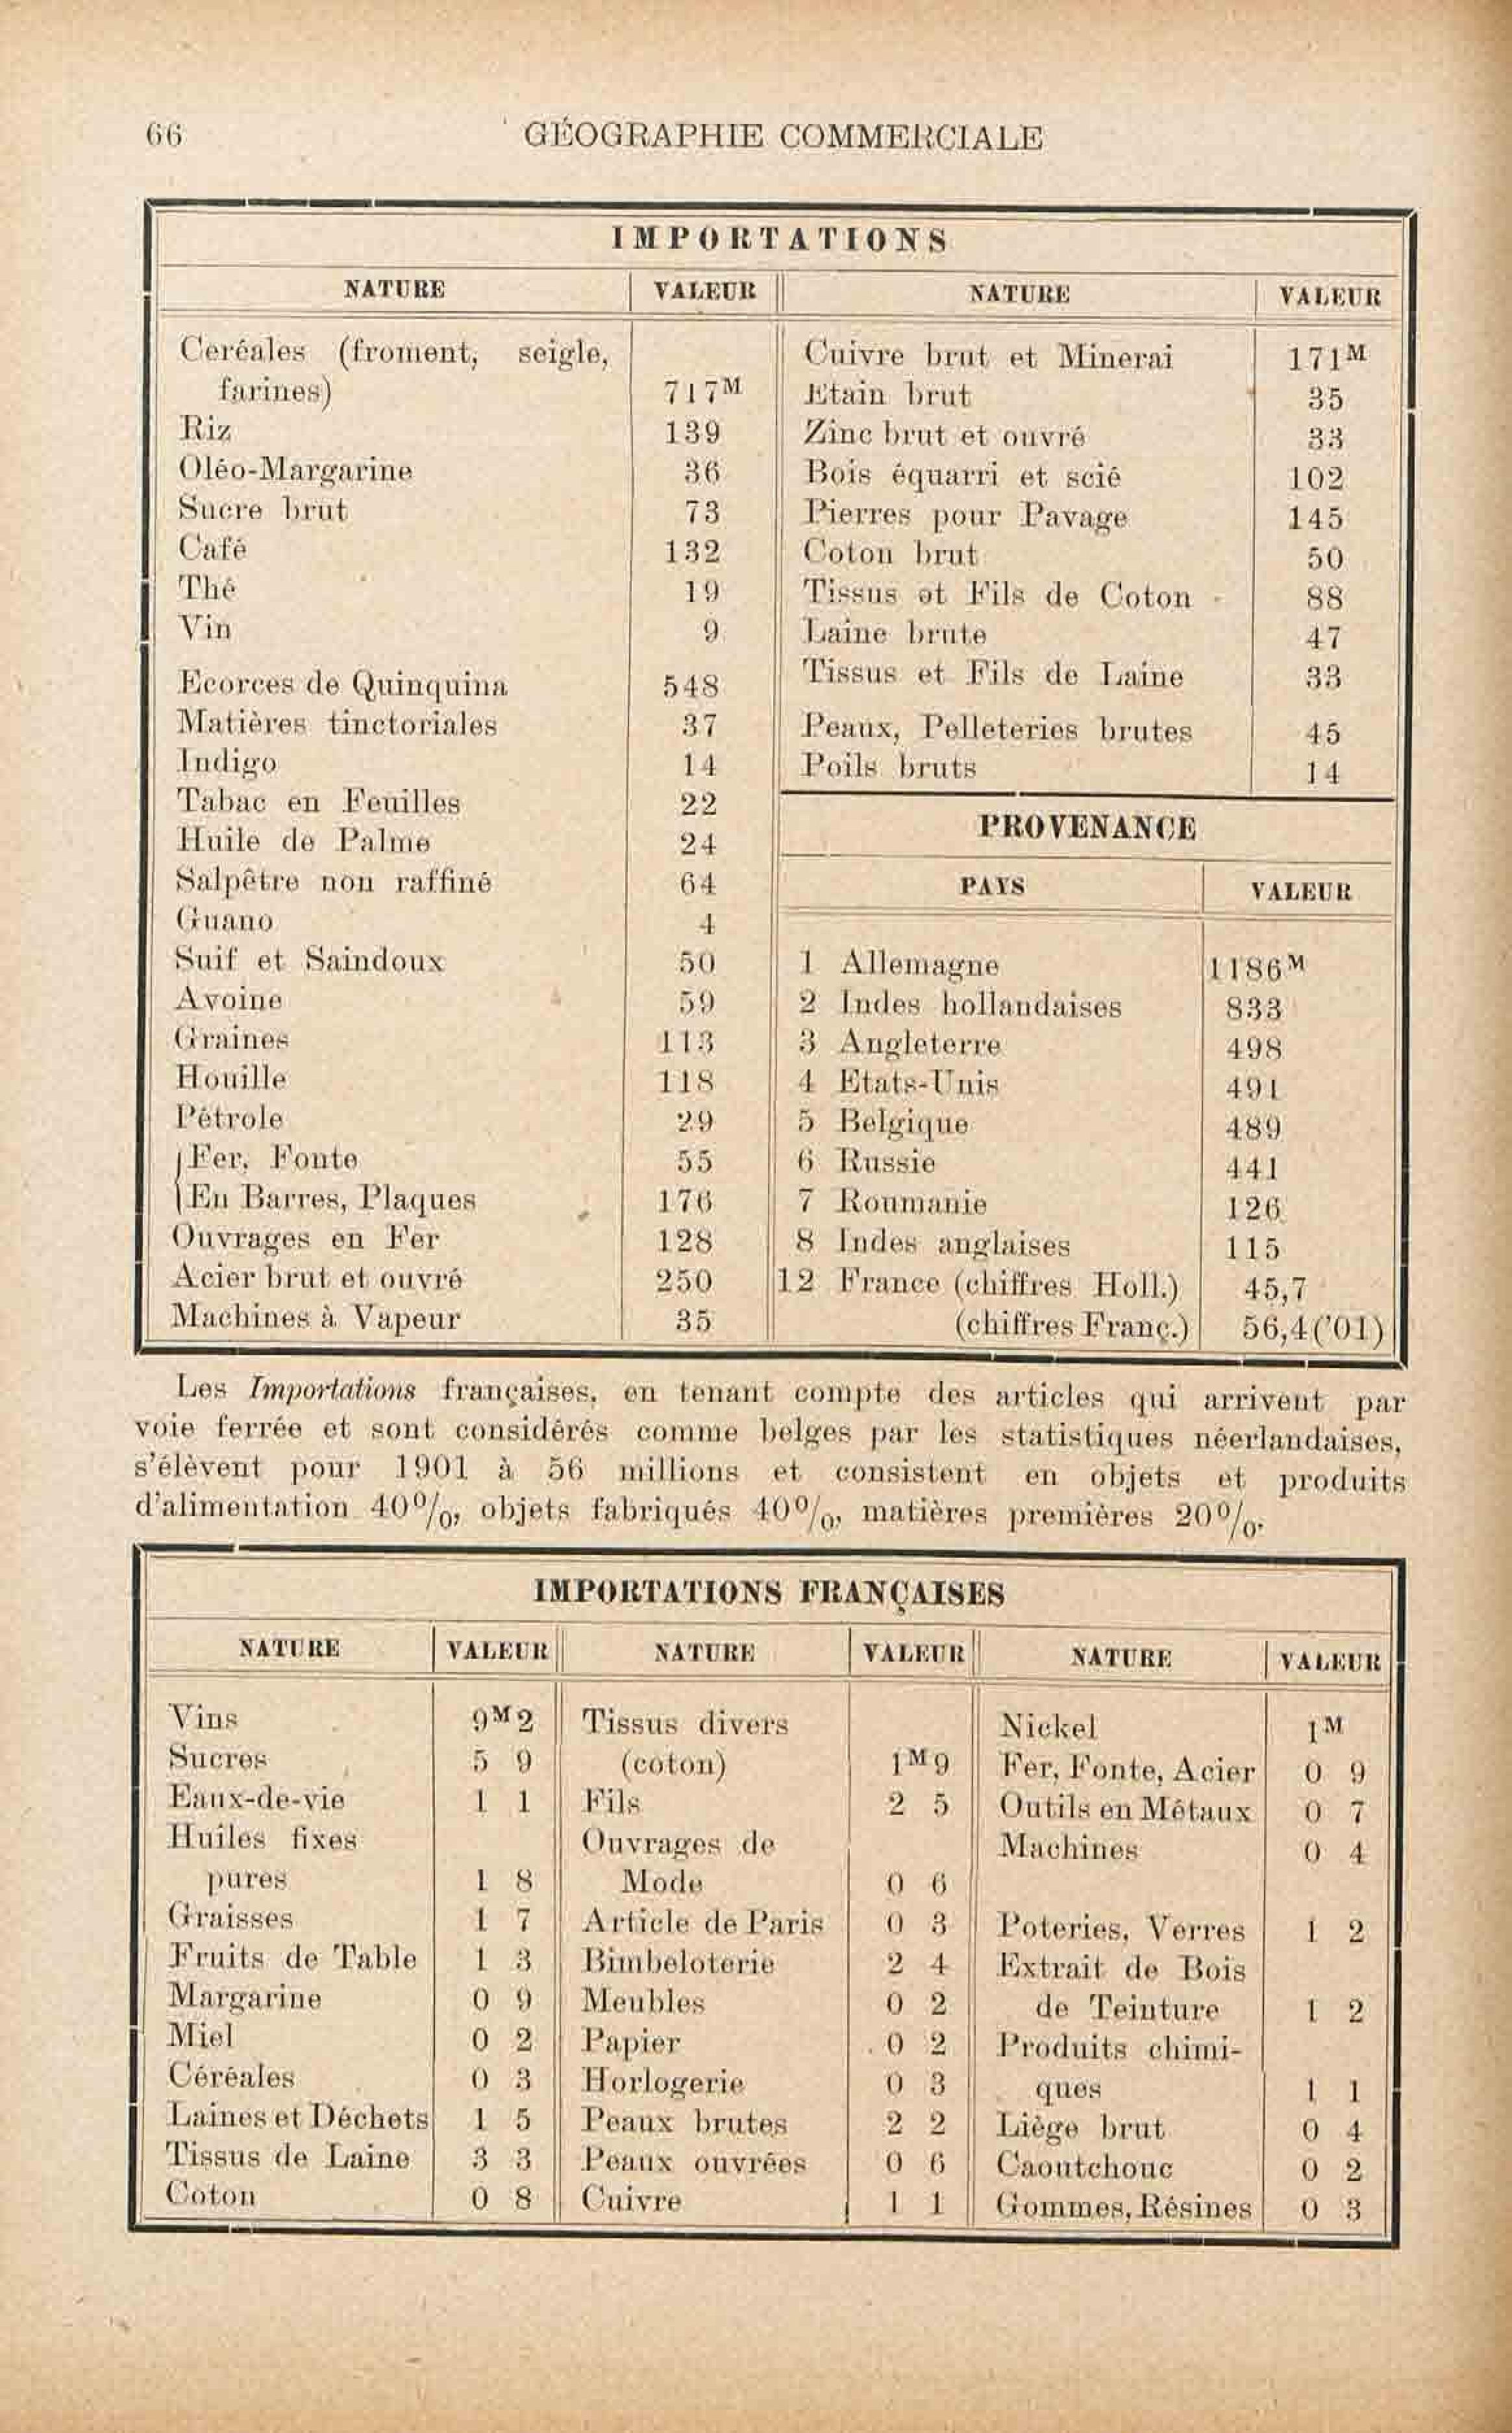 66
GÉOGRAPHIE COMMERCIALE
IMPORTATIONS
NATURE VALEUR
Ceréales (froment, seigle,
farines) 717M
Riz 139
Oléo-Margarine 36
Sucre brut 73
Café 132
Thé 19
Vin 9
Ecorces de Quinquina 548
Matières tinctoriales 37
Indigo 14
Tabac en Feuilles 22
Huile de Palme 24
Salpêtre non raffiné 64
Guano 4
Suif et Saindoux 50
Avoine 59
Graines 113
Houille 118
Pétrole 29
Fer, Fonte 55
En Barres, Plaques 176
Ouvrages en Fer 128
Acier brut et ouvré 250
Machines à Vapeur 35
NATURE VALEUR
Cuivre brut et Minerai 171M
Etain brut 35
Zinc brut et ouvré 33
Bois équarri et scié 102
Pierres pour Pavage 145
Coton brut 50
Tissus et Fils de Coton 88
Laine brute 47
Tissus et Fils de Laine 33
Peaux, Pelleteries brutes 45
Poils bruts 14
PROVENANCE
PAYS VALEUR
1 Allemagne 1186M
2 Indes hollandaises 833
3 Angleterre 498
4 Etats-Unis 491
5 Belgique 489
6 Russie 441
7 Roumanie 126
8 Indes anglaises 115
12 France (chiffres Holl.) 45,7
(chiffres Franç.) 56,4('01)
Les Importations françaises, en tenant compte des articles qui arrivent par
voie ferrée et sont considérés comme belges par les statistiques néerlandaises,
s'élèvent pour 1901 à 56 millions et consistent en objets et produits
d'alimentation 40%, objets fabriqués 40%, matières premières 20%.
IMPORTATIONS FRANÇAISES
NATURE VALEUR
Vins 9M2
Sucres 5 9
Eaux-de-vie 1 1
Huiles fixes
pures 1 8
Graisses 1 7
Fruits de Table 1 3
Margarine 0 9
Miel 0 2
Céréales 0 3
Laines et Déchets 1 5
Tissus de Laine 3 3
Coton 0 8
NATURE VALEUR
Tissus divers
(coton) 1M9
Fils 2 5
Ouvrages de
Mode 0 6
Article de Paris 0 3
Bimbeloterie 2 4
Meubles 0 2
Papier 0 2
Horlogerie 0 3
Peaux brutes 2 2
Peaux ouvrées 0 6
Cuivre 1 1
NATURE VALEUR
Nickel 1M
Fer, Fonte, Acier 0 9
Outils en Métaux 0 7
Machines 0 4
Poteries, Verres 1 2
Extrait de Bois
de Teinture 1 2
Produits chimi-
ques 1 1
Liège brut 0 4
Caoutchouc 0 2
Gommes, Résines 0 3